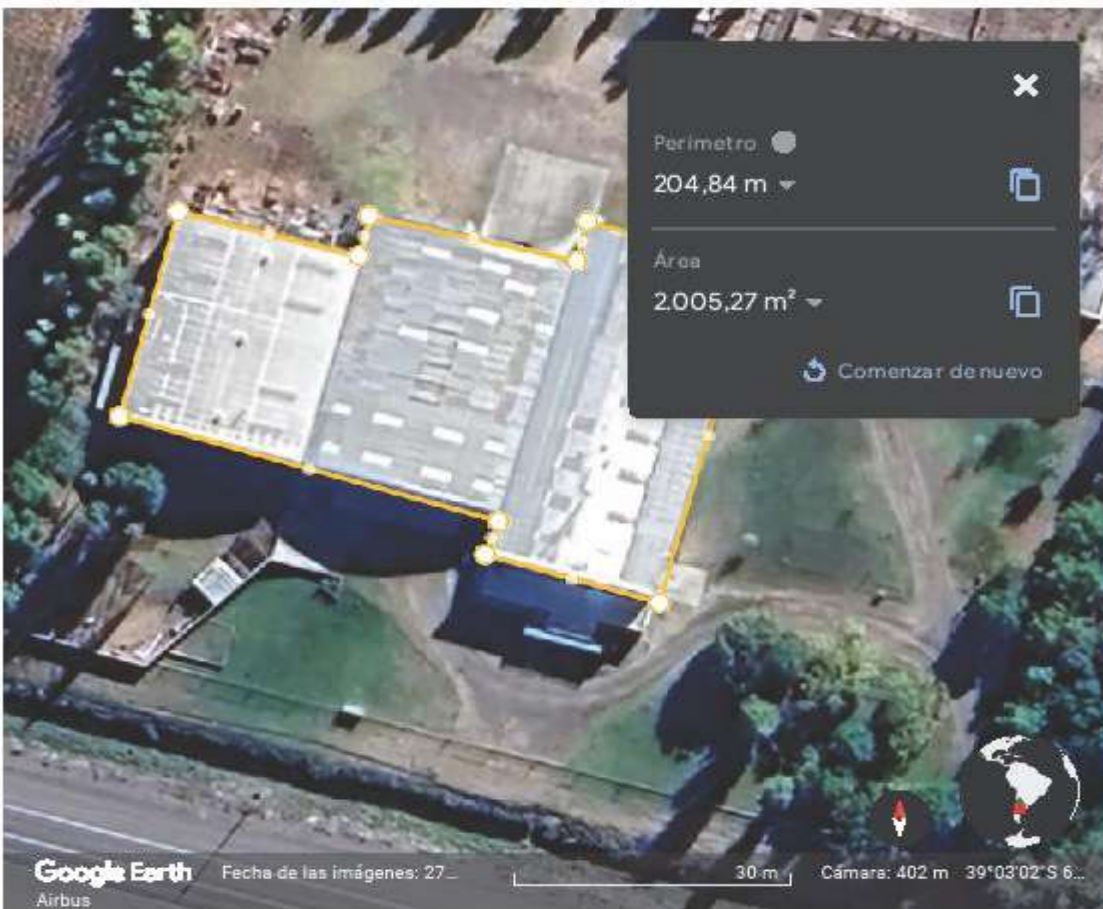 Perímetro
204,84 m
Área
2.005,27 m²
Comenzar de nuevo
Google Earth
Fecha de las imágenes: 27...
30 m
Cámara: 402 m
39°03'02"S 6...
Airbus